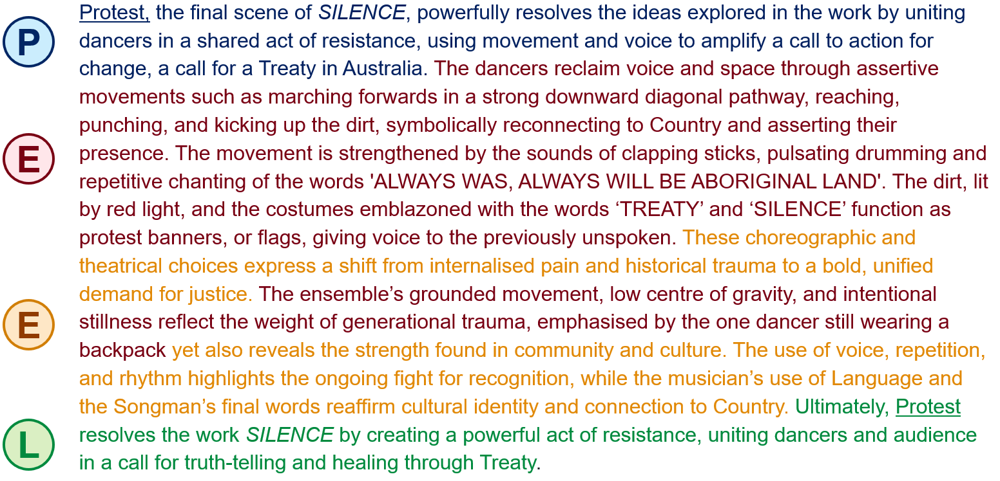 Protest, the final scene of SILENCE, powerfully resolves the ideas explored in the work by uniting
P
dancers in a shared act of resistance, using movement and voice to amplify a call to action for
change, a call for a Treaty in Australia. The dancers reclaim voice and space through assertive
movements such as marching forwards in a strong downward diagonal pathway, reaching,
punching, and kicking up the dirt, symbolically reconnecting to Country and asserting their
E
presence. The movement is strengthened by the sounds of clapping sticks, pulsating drumming and
repetitive chanting of the words 'ALWAYS WAS, ALWAYS WILL BE ABORIGINAL LAND'. The dirt, lit
by red light, and the costumes emblazoned with the words ‘TREATY’ and ‘SILENCE’ function as
protest banners, or flags, giving voice to the previously unspoken. These choreographic and
theatrical choices express a shift from internalised pain and historical trauma to a bold, unified
demand for justice. The ensemble’s grounded movement, low centre of gravity, and intentional
E
stillness reflect the weight of generational trauma, emphasised by the one dancer still wearing a
backpack yet also reveals the strength found in community and culture. The use of voice, repetition,
and rhythm highlights the ongoing fight for recognition, while the musician’s use of Language and
the Songman’s final words reaffirm cultural identity and connection to Country. Ultimately, Protest
L
resolves the work SILENCE by creating a powerful act of resistance, uniting dancers and audience
in a call for truth-telling and healing through Treaty.